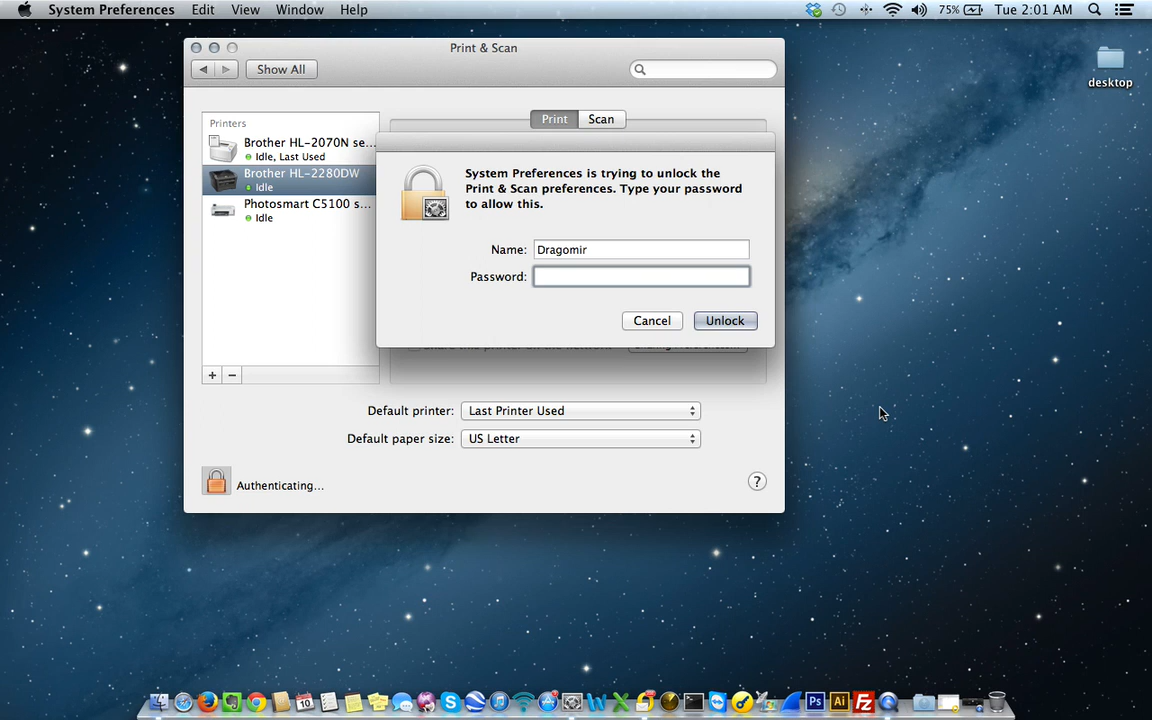 System Preferences Edit View Window Help 75% Tue 2:01 AM
Print & Scan
Show All
desktop
Print Scan
Printers
Brother HL-2070N se...
Idle, Last Used
Brother HL-2280DW
Idle
Photosmart C5100 s...
Idle
System Preferences is trying to unlock the
Print & Scan preferences. Type your password
to allow this.
Name: Dragomir
Password:
Cancel Unlock
+ −
Default printer: Last Printer Used
Default paper size: US Letter
Authenticating...
?
Ps Ai Fz